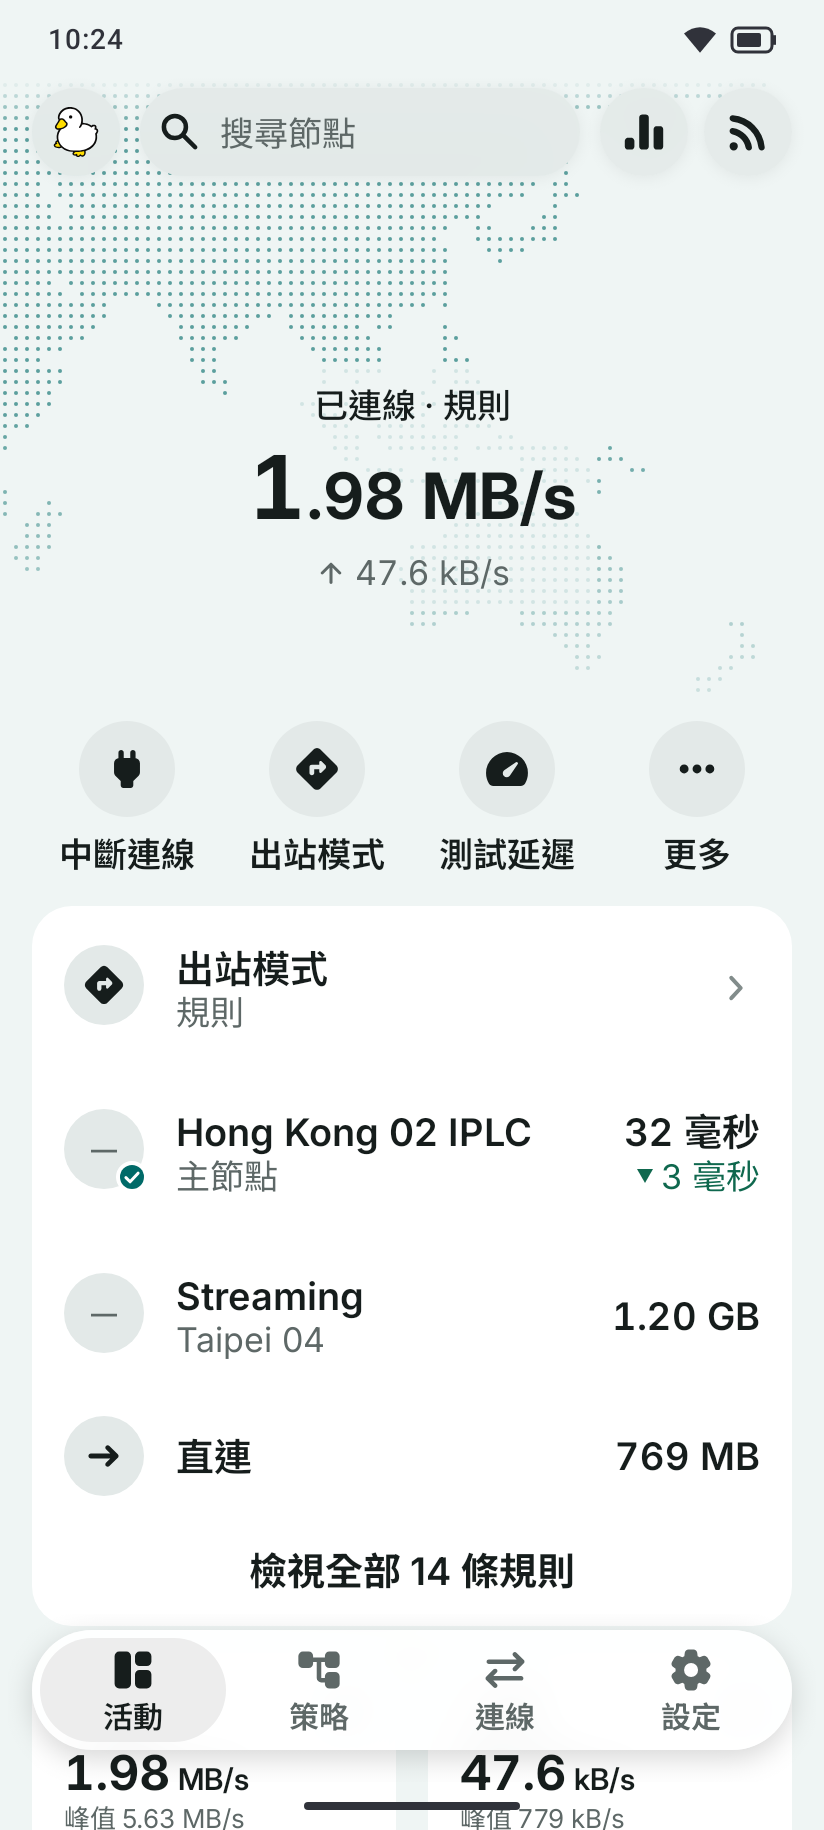 10:24
搜尋節點
已連線 · 規則
1.98 MB/s
↑ 47.6 kB/s
中斷連線
出站模式
測試延遲
更多
出站模式
規則
Hong Kong 02 IPLC
32 毫秒
主節點
▼3 毫秒
Streaming
1.20 GB
Taipei 04
直連
769 MB
檢視全部 14 條規則
活動
策略
連線
設定
1.98 MB/s
47.6 kB/s
峰值 5.63 MB/s
峰值 779 kB/s